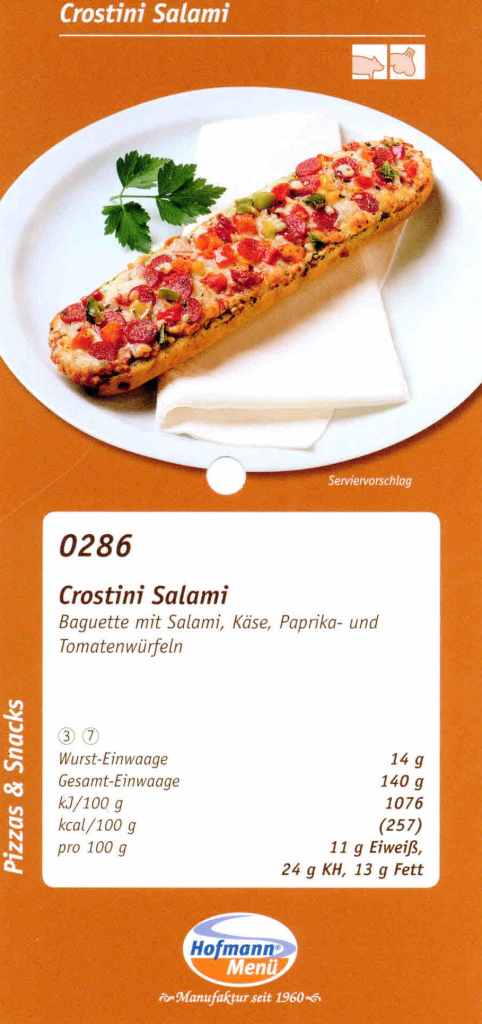 Crostini Salami
Serviervorschlag
0286
Crostini Salami
Baguette mit Salami, Käse, Paprika- und
Tomatenwürfeln
③ ⑦
Wurst-Einwaage 14 g
Gesamt-Einwaage 140 g
kJ/100 g 1076
kcal/100 g (257)
pro 100 g 11 g Eiweiß,
24 g KH, 13 g Fett
Pizzas & Snacks
Hofmann®
Menü
Manufaktur seit 1960